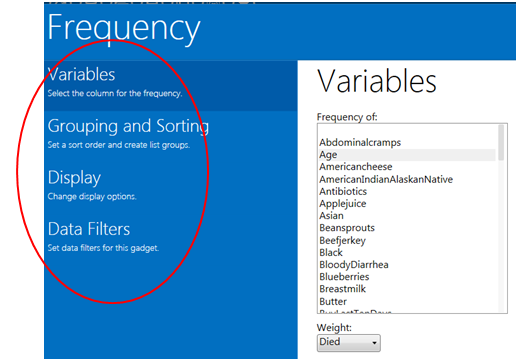 Frequency
Variables
Select the column for the frequency.
Grouping and Sorting
Set a sort order and create list groups.
Display
Change display options.
Data Filters
Set data filters for this gadget.
Variables
Frequency of:
Abdominalcramps
Age
Americancheese
AmericanIndianAlaskanNative
Antibiotics
Applejuice
Asian
Beansprouts
Beefjerkey
Black
BloodyDiarrhea
Blueberries
Breastmilk
Butter
BuyLastTenDays
Weight:
Died